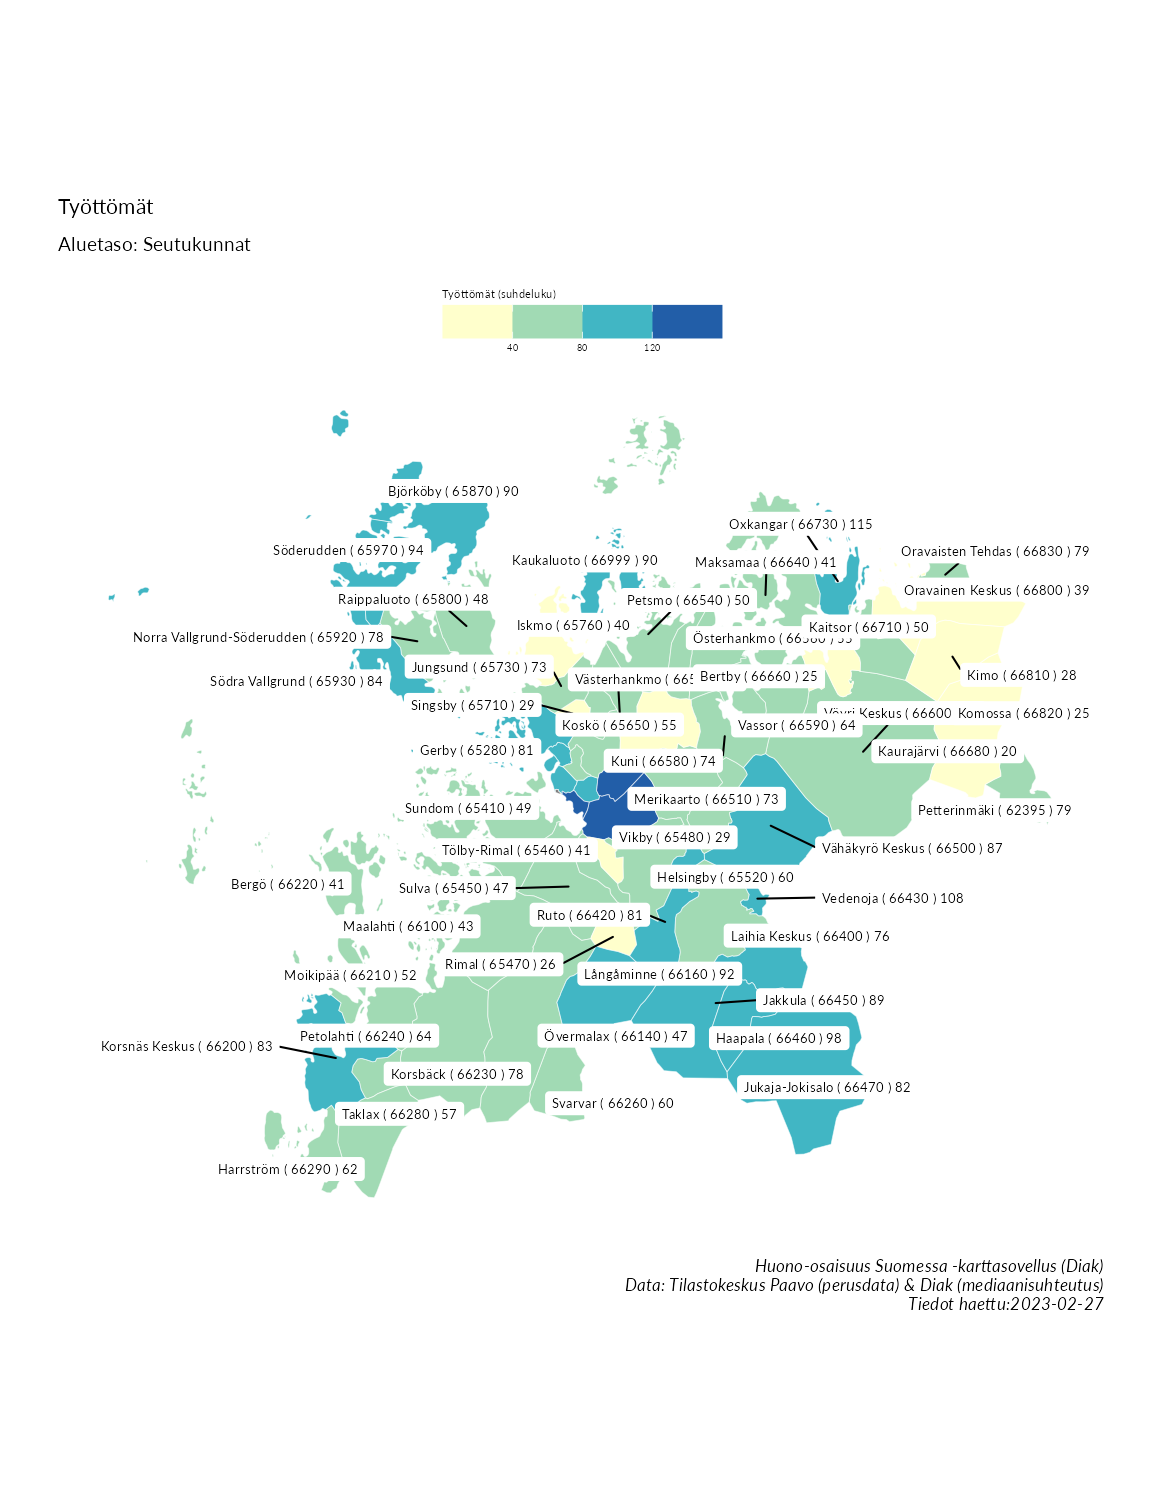 Työttömät
Aluetaso: Seutukunnat
Työttömät (suhdeluku)
40 80 120
Björköby ( 65870 ) 90
Oxkangar ( 66730 ) 115
Söderudden ( 65970 ) 94
Oravaisten Tehdas ( 66830 ) 79
Kaukaluoto ( 66999 ) 90
Maksamaa ( 66640 ) 41
Oravainen Keskus ( 66800 ) 39
Raippaluoto ( 65800 ) 48
Petsmo ( 66540 ) 50
Iskmo ( 65760 ) 40
Kaitsor ( 66710 ) 50
Norra Vallgrund-Söderudden ( 65920 ) 78
Österhankmo (
Jungsund ( 65730 ) 73
Västerhankmo ( 665
Bertby ( 66660 ) 25
Kimo ( 66810 ) 28
Södra Vallgrund ( 65930 ) 84
Singsby ( 65710 ) 29
Keskus ( 66600
Komossa ( 66820 ) 25
Koskö ( 65650 ) 55
Vassor ( 66590 ) 64
Gerby ( 65280 ) 81
Kaurajärvi ( 66680 ) 20
Kuni ( 66580 ) 74
Merikaarto ( 66510 ) 73
Sundom ( 65410 ) 49
Petterinmäki ( 62395 ) 79
Vikby ( 65480 ) 29
Tölby-Rimal ( 65460 ) 41
Vähäkyrö Keskus ( 66500 ) 87
Helsingby ( 65520 ) 60
Bergö ( 66220 ) 41
Sulva ( 65450 ) 47
Vedenoja ( 66430 ) 108
Ruto ( 66420 ) 81
Maalahti ( 66100 ) 43
Laihia Keskus ( 66400 ) 76
Rimal ( 65470 ) 26
Moikipää ( 66210 ) 52
Långåminne ( 66160 ) 92
Jakkula ( 66450 ) 89
Petolahti ( 66240 ) 64
Övermalax ( 66140 ) 47
Haapala ( 66460 ) 98
Korsnäs Keskus ( 66200 ) 83
Korsbäck ( 66230 ) 78
Jukaja-Jokisalo ( 66470 ) 82
Svarvar ( 66260 ) 60
Taklax ( 66280 ) 57
Harrström ( 66290 ) 62
Huono-osaisuus Suomessa -karttasovellus (Diak)
Data: Tilastokeskus Paavo (perusdata) & Diak (mediaanisuhteutus)
Tiedot haettu:2023-02-27